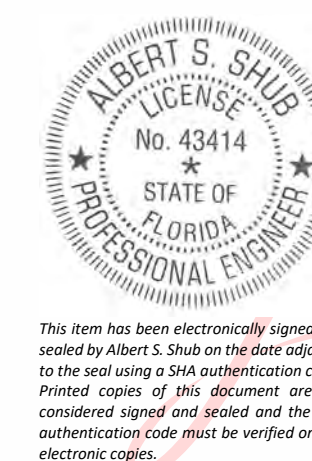 ALBERT S. SHUB
LICENSE
No. 43414
STATE OF
FLORIDA
PROFESSIONAL ENGINEER
This item has been electronically signed
sealed by Albert S. Shub on the date
to the seal using a SHA authentication
Printed copies of this document are
considered signed and sealed and the
authentication code must be verified
electronic copies.